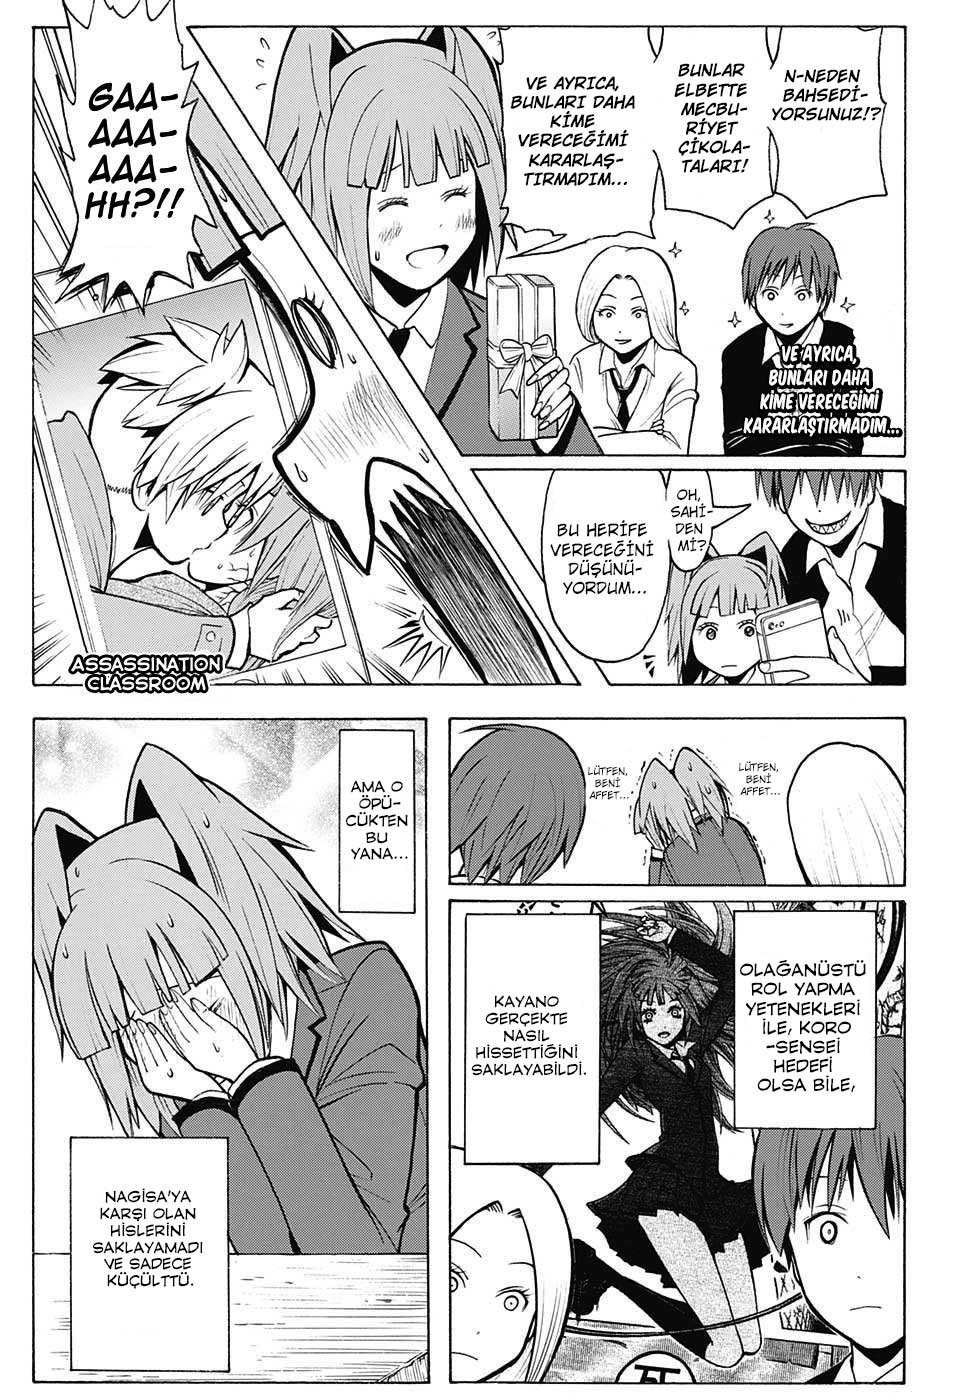 N-NEDEN
BAHSEDİ-
YORSUNUZ!?
BUNLAR
ELBETTE
MECBU-
RİYET
ÇİKOLA-
TALARI!
VE AYRICA,
BUNLARI DAHA
KİME
VERECEĞİMİ
KARARLAŞ-
TIRMADIM...
VE AYRICA,
BUNLARI DAHA
KİME VERECEĞİMİ
KARARLAŞTIRMADIM...
OH,
SAHİ-
DEN
Mİ?
BU HERİFE
VERECEĞİNİ
DÜŞÜNÜ-
YORDUM...
GAA-
AAA-
AAA-
HH?!!
ASSASSINATION
CLASSROOM
LÜTFEN,
BENİ
AFFET...
LÜTFEN,
BENİ
AFFET...
OLAĞANÜSTÜ
ROL YAPMA
YETENEKLERİ
İLE, KORO
-SENSEI
HEDEFİ
OLSA BİLE,
KAYANO
GERÇEKTE
NASIL
HİSSETTİĞİNİ
SAKLAYABİLDİ.
AMA O
ÖPÜ-
CÜKTEN
BU
YANA...
NAGİSA'YA
KARŞI OLAN
HİSLERİNİ
SAKLAYAMADI
VE SADECE
KÜÇÜLTTÜ.